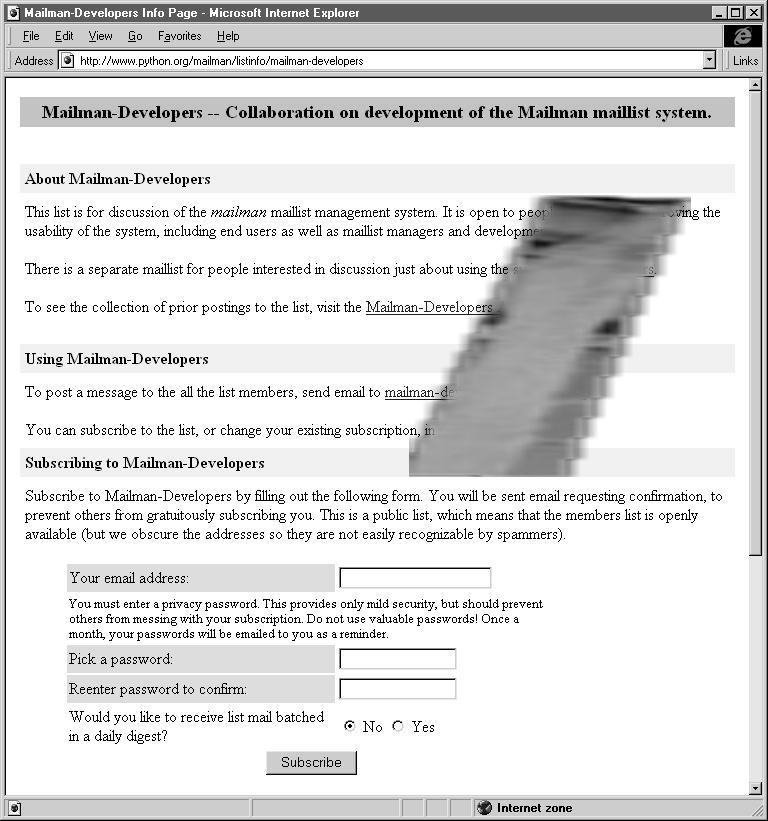 Mailman-Developers Info Page - Microsoft Internet Explorer
File Edit View Go Favorites Help
Address http://www.python.org/mailman/listinfo/mailman-developers Links
Mailman-Developers -- Collaboration on development of the Mailman maillist system.
About Mailman-Developers
This list is for discussion of the mailman maillist management system. It is open to the
usability of the system, including end users as well as maillist managers and
There is a separate maillist for people interested in discussion just about using the
To see the collection of prior postings to the list, visit the Mailman-Developers
Using Mailman-Developers
To post a message to the all the list members, send email to
You can subscribe to the list, or change your existing subscription,
Subscribing to Mailman-Developers
Subscribe to Mailman-Developers by filling out the following form. You will be sent email requesting confirmation, to
prevent others from gratuitously subscribing you. This is a public list, which means that the members list is openly
available (but we obscure the addresses so they are not easily recognizable by spammers).
Your email address:
You must enter a privacy password. This provides only mild security, but should prevent
others from messing with your subscription. Do not use valuable passwords! Once a
month, your passwords will be emailed to you as a reminder.
Pick a password:
Reenter password to confirm:
Would you like to receive list mail batched
in a daily digest?
No Yes
Subscribe
Internet zone